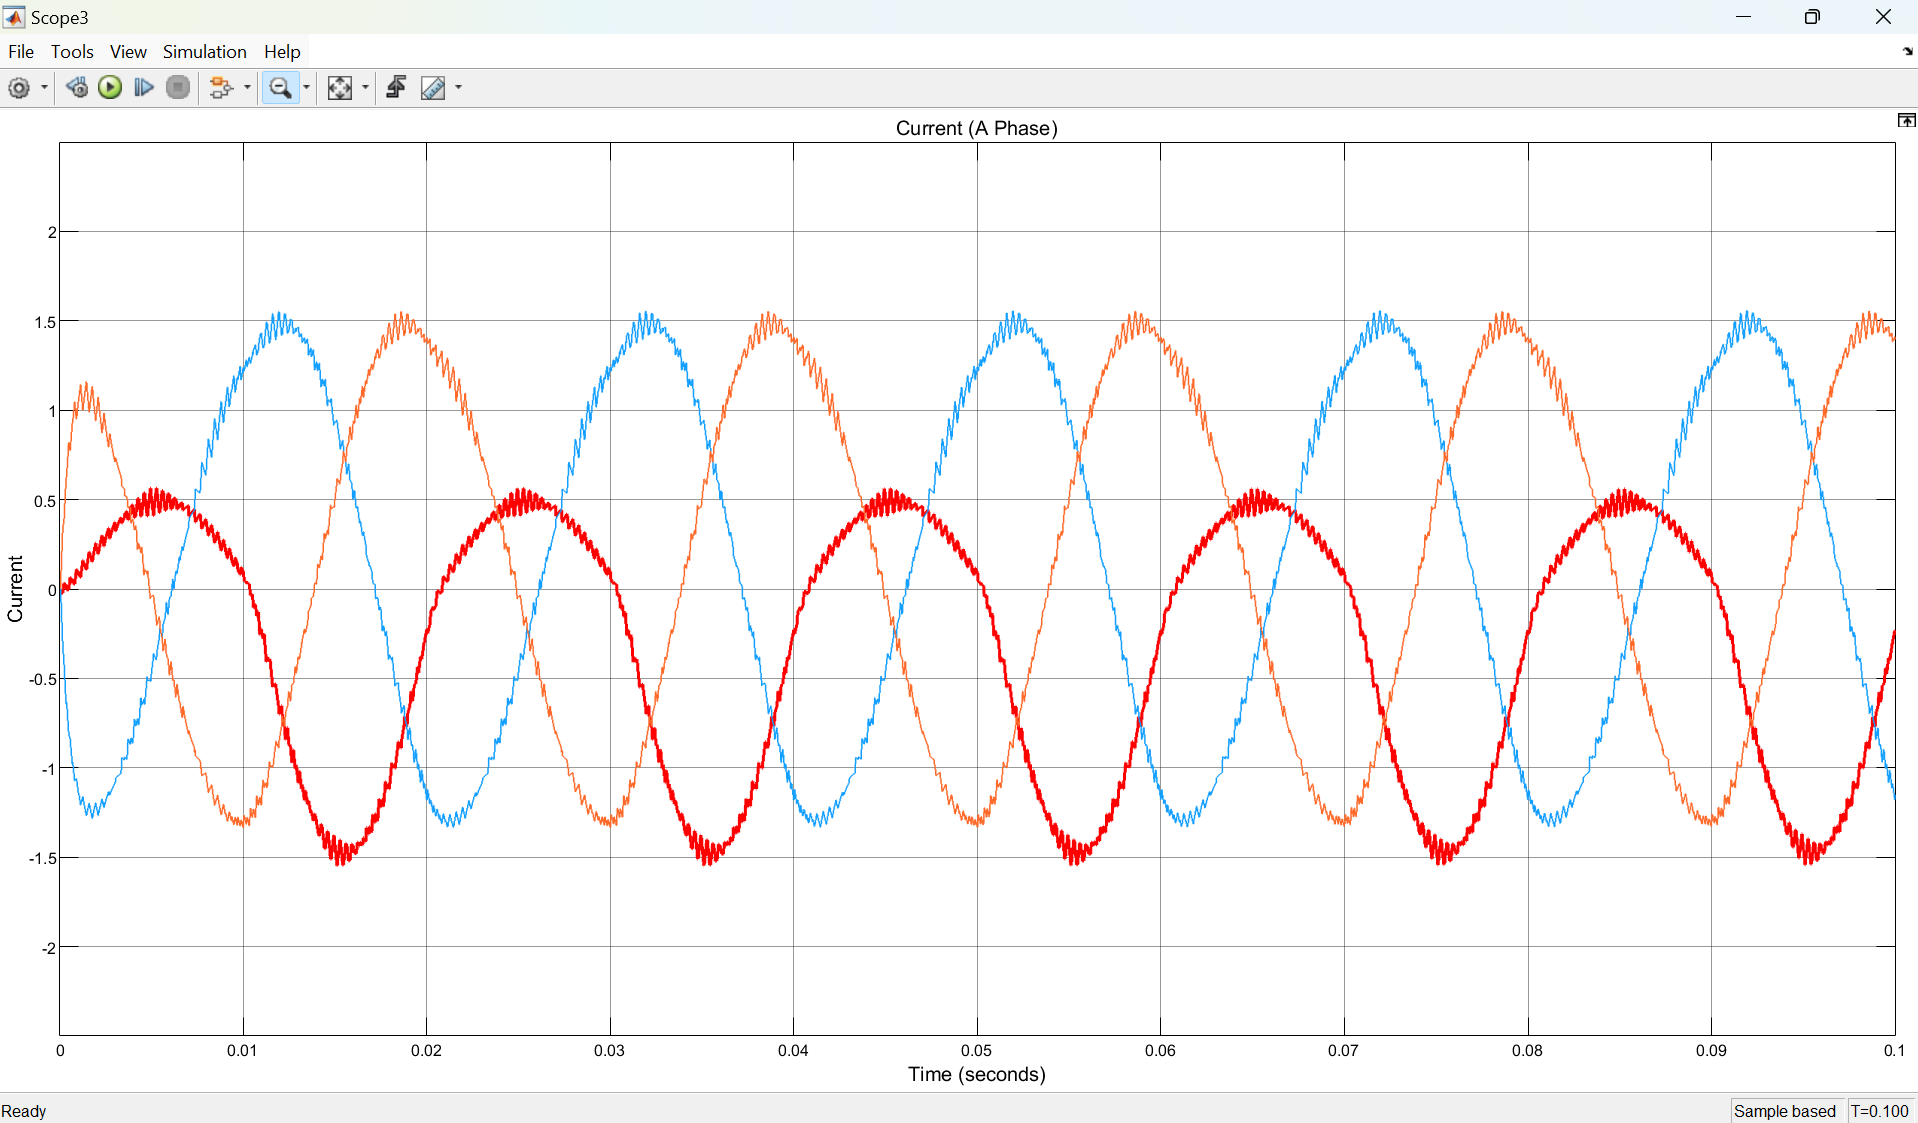 Scope3
File Tools View Simulation Help
Current (A Phase)
2
1.5
1
0.5
0
-0.5
-1
-1.5
-2
Current
0 0.01 0.02 0.03 0.04 0.05 0.06 0.07 0.08 0.09 0.1
Time (seconds)
Ready Sample based T=0.100